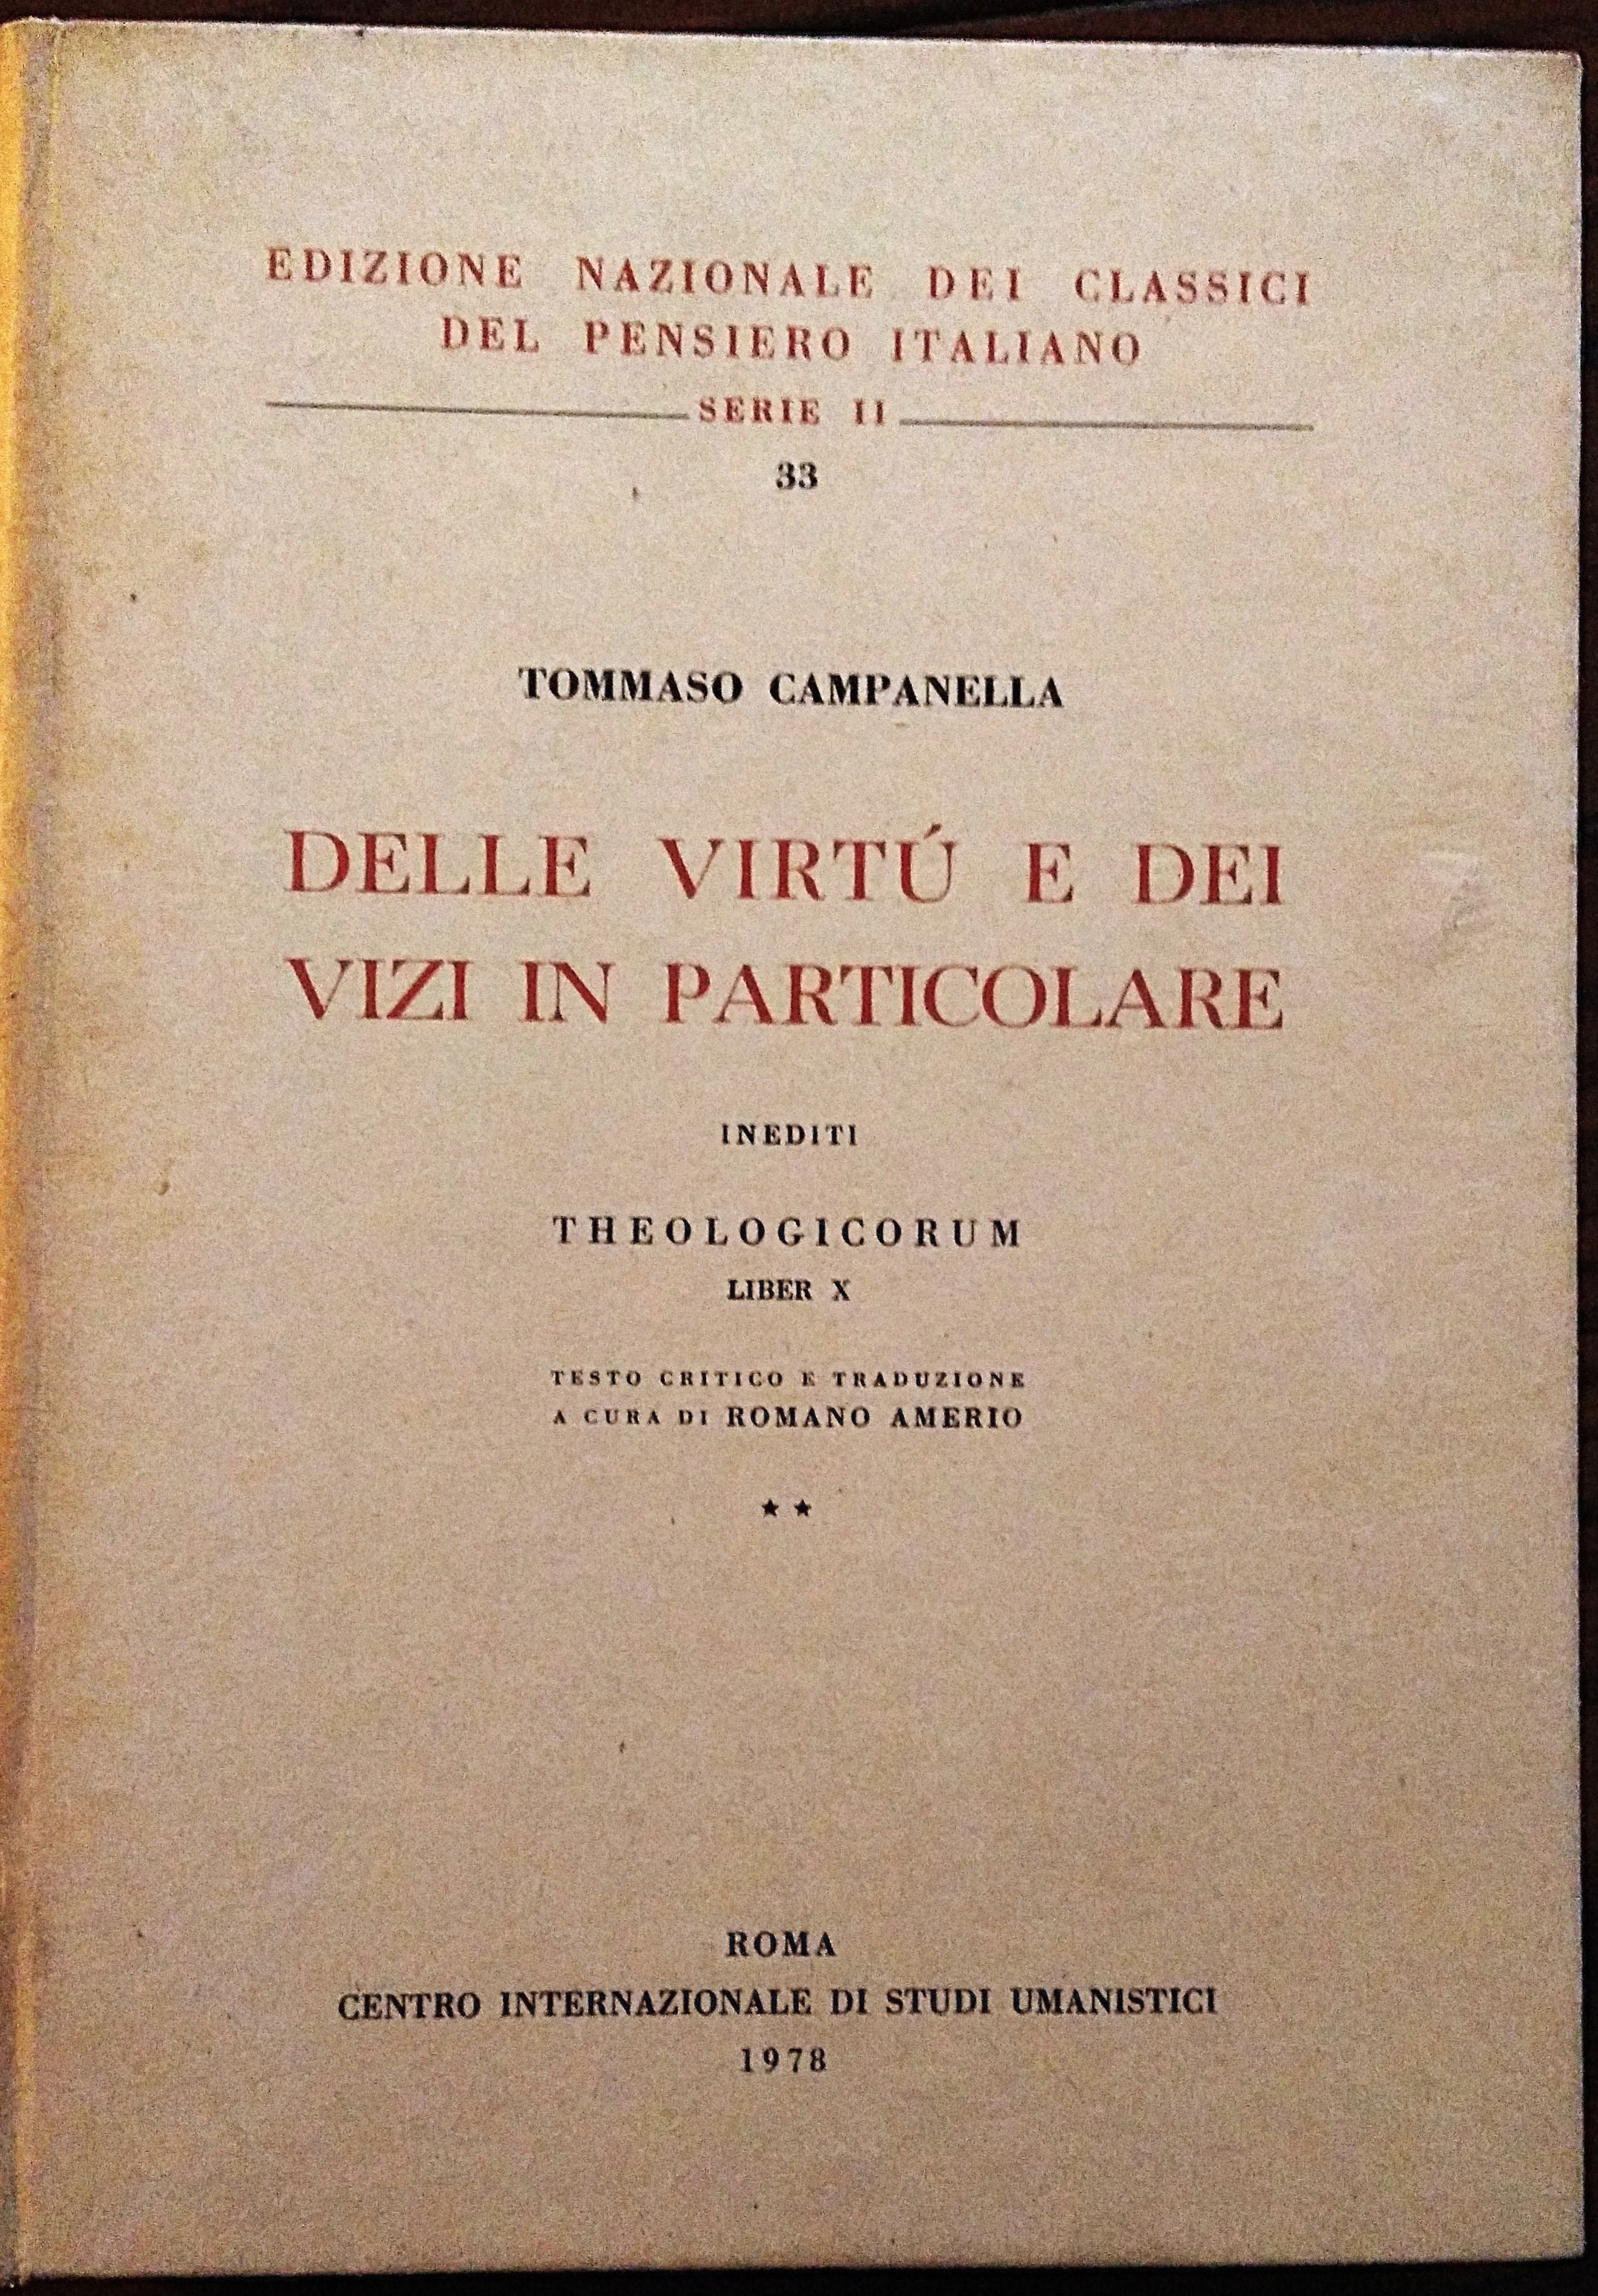 EDIZIONE NAZIONALE DEI CLASSICI
DEL PENSIERO ITALIANO
SERIE II
33
TOMMASO CAMPANELLA
DELLE VIRTÚ E DEI
VIZI IN PARTICOLARE
INEDITI
THEOLOGICORUM
LIBER X
TESTO CRITICO E TRADUZIONE
A CURA DI ROMANO AMERIO
★ ★
ROMA
CENTRO INTERNAZIONALE DI STUDI UMANISTICI
1978